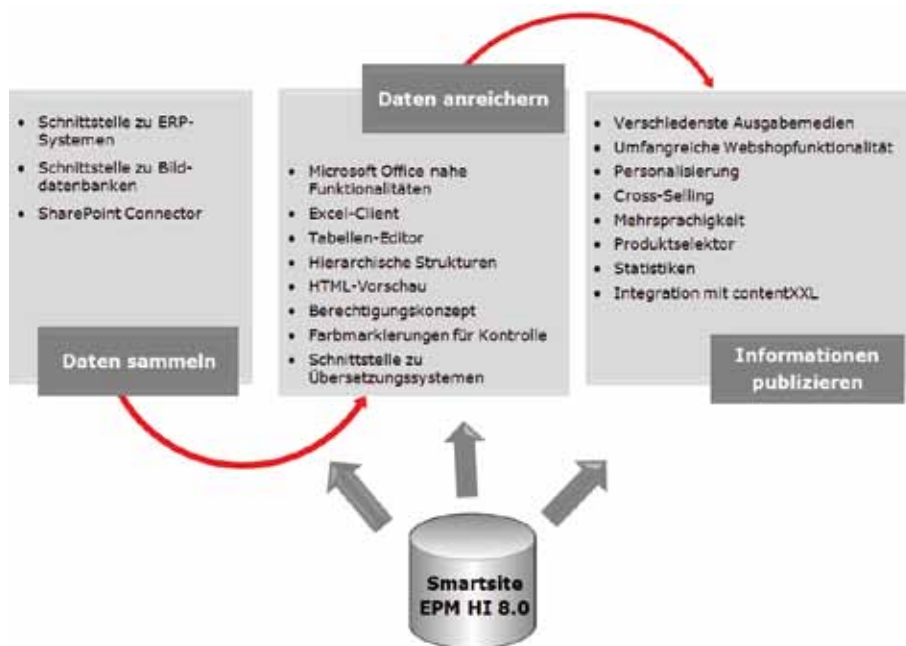 Schnittstelle zu ERP-
Systemen
Schnittstelle zu Bild-
datenbanken
SharePoint Connector
Daten sammeln
Daten anreichern
Microsoft Office nahe
Funktionalitäten
Excel-Client
Tabellen-Editor
Hierarchische Strukturen
HTML-Vorschau
Berechtigungskonzept
Farbmarkierungen für Kontrolle
Schnittstelle zu
Übersetzungssystemen
Verschiedenste Ausgabemedien
Umfangreiche Webshopfunktionalität
Personalisierung
Cross-Selling
Mehrsprachigkeit
Produktselektor
Statistiken
Integration mit contentXXL
Informationen
publizieren
Smartsite
EPM HI 8.0